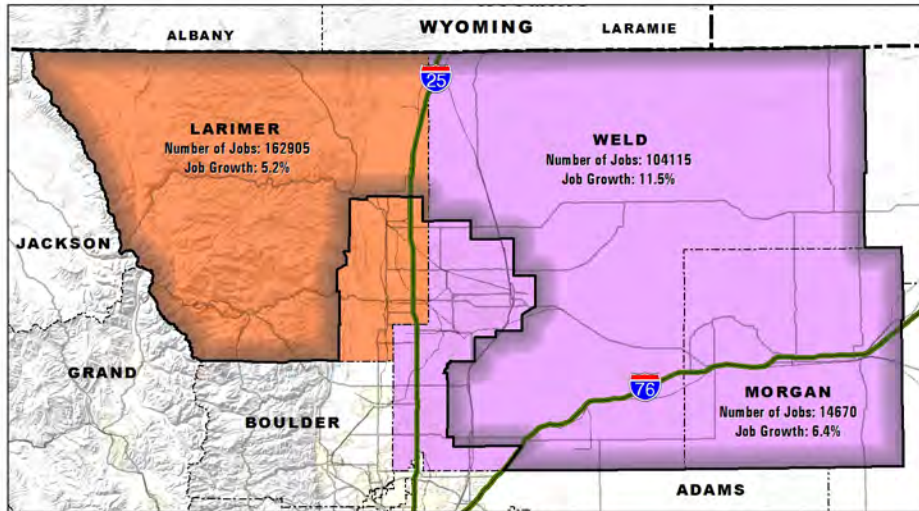 WYOMING
ALBANY
LARAMIE
25
LARIMER
Number of Jobs: 162905
Job Growth: 5.2%
WELD
Number of Jobs: 104115
Job Growth: 11.5%
JACKSON
GRAND
BOULDER
76
MORGAN
Number of Jobs: 14670
Job Growth: 6.4%
ADAMS